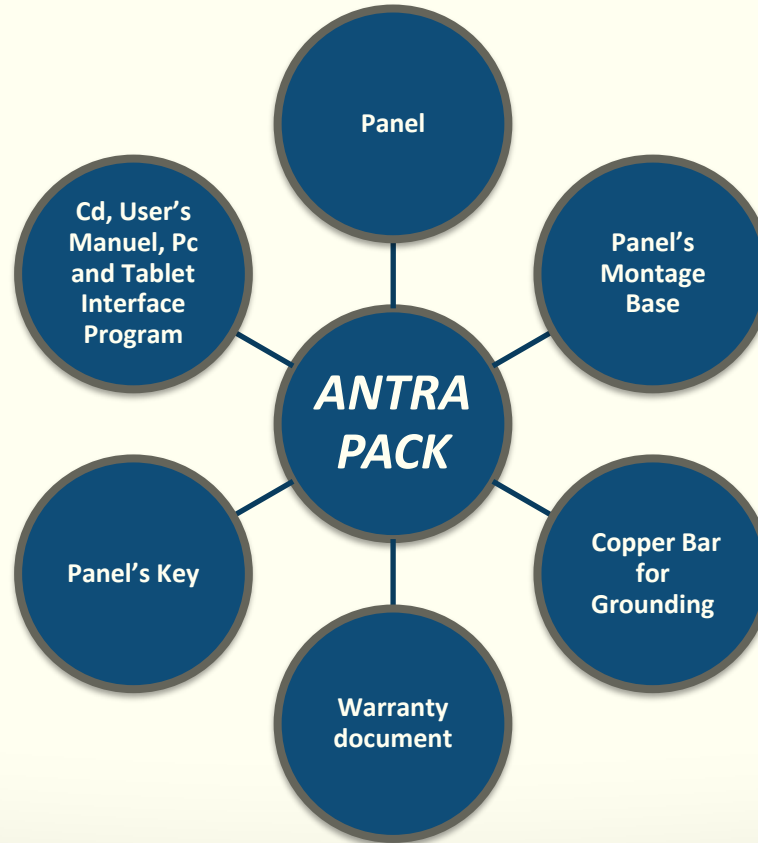 Panel
Cd, User’s
Manuel, Pc
and Tablet
Interface
Program
Panel’s
Montage
Base
ANTRA
PACK
Panel’s Key
Copper Bar
for
Grounding
Warranty
document